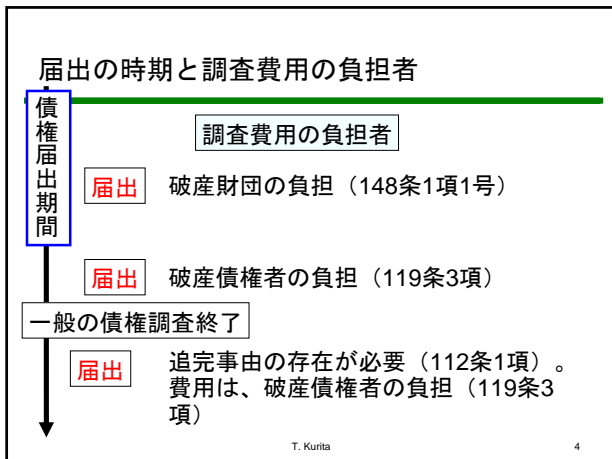 届出の時期と調査費用の負担者
債権届出期間
調査費用の負担者
届出 破産財団の負担（148条1項1号）
届出 破産債権者の負担（119条3項）
一般の債権調査終了
届出 追完事由の存在が必要（112条1項）。
費用は、破産債権者の負担（119条3
項）
T. Kurita 4